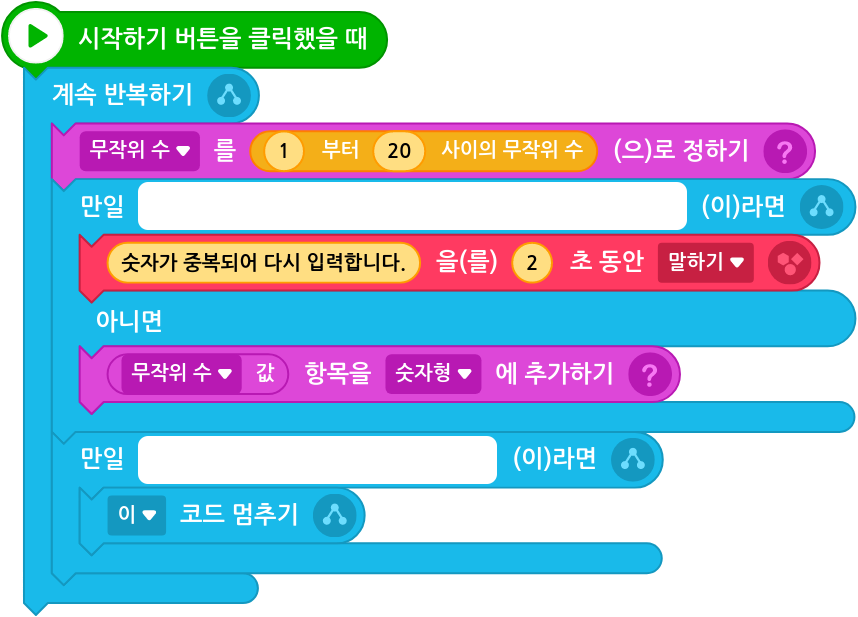 시작하기 버튼을 클릭했을 때
계속 반복하기
무작위 수 를 1 부터 20 사이의 무작위 수 (으)로 정하기 ?
만일 (이)라면
숫자가 중복되어 다시 입력합니다. 을(를) 2 초 동안 말하기
아니면
무작위 수 값 항목을 숫자형 에 추가하기 ?
만일 (이)라면
이 코드 멈추기